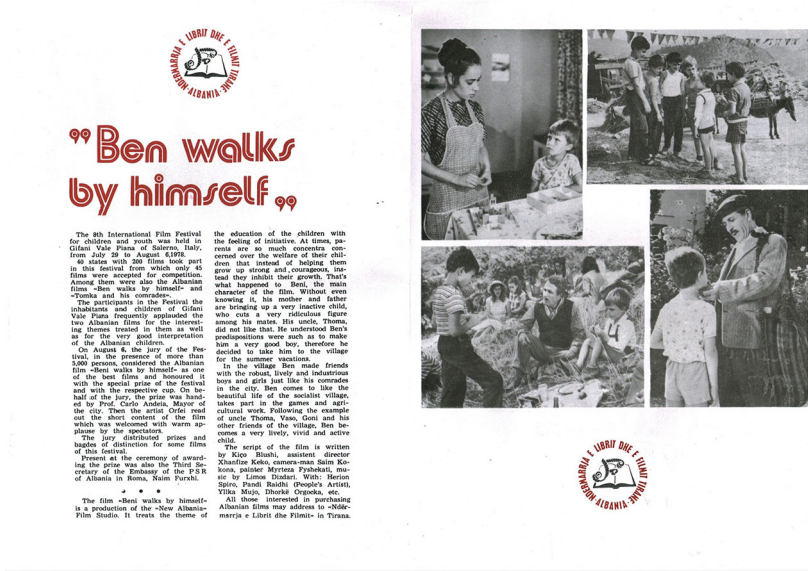 NDERMARRJA E LIBRIT DHE E FILMIT TIRANE
·ALBANIA·
"Ben walks
by himself„
The 8th International Film Festival
for children and youth was held in
Gifani Vale Piana of Salerno, Italy,
from July 29 to August 6,1978.
40 states with 200 films took part
in this festival from which only 45
films were accepted for competition.
Among them were also the Albanian
films «Ben walks by himself» and
«Tomka and his comrades».
The participants in the Festival the
inhabitants and children of Gifani
Vale Piana frequently applauded the
two Albanian films for the interest-
ing themes treated in them as well
as for the very good interpretation
of the Albanian children.
On August 6, the jury of the Fes-
tival, in the presence of more than
5,000 persons, considered the Albanian
film «Beni walks by himself» as one
of the best films and honoured it
with the special prize of the festival
and with the respective cup. On be-
half of the jury, the prize was hand-
ed by Prof. Carlo Andeia, Mayor of
the city. Then the artist Orfei read
out the short content of the film
which was welcomed with warm ap-
plause by the spectators.
The jury distributed prizes and
bagdes of distinction for some films
of this festival.
Present at the ceremony of award-
ing the prize was also the Third Se-
cretary of the Embassy of the P S R
of Albania in Roma, Naim Furxhi.
The film «Beni walks by himself»
is a production of the «New Albania»
Film Studio. It treats the theme of
the education of the children with
the feeling of initiative. At times, pa-
rents are so much concentra con-
cerned over the welfare of their chil-
dren that instead of helping them
grow up strong and courageous, ins-
tead they inhibit their growth. That's
what happened to Beni, the main
character of the film. Without even
knowing it, his mother and father
are bringing up a very inactive child,
who cuts a very ridiculous figure
among his mates. His uncle, Thoma,
did not like that. He understood Ben's
predispositions were such as to make
him a very good boy, therefore he
decided to take him to the village
for the summer vacations.
In the village Ben made friends
with the robust, lively and industrious
boys and girls just like his comrades
in the city. Ben comes to like the
life of the socialist village,
takes part in the games and agri-
cultural work. Following the example
of uncle Thoma, Vaso, Goni and his
other friends of the village, Ben be-
comes a very lively, vivid and active
child.
The script of the film is written
by Kiço Blushi, assistent director
Xhanfize Keko, camera-man Saim Ko-
kona, painter Myrteza Fyshekati, mu-
sic by Limos Dizdari. With: Herion
Spiro, Pandi Raidhi (People's Artist),
Yllka Mujo, Dhorkë Orgocka, etc.
All those interested in purchasing
Albanian films may address to «Ndër-
marrja e Librit dhe Filmit» in Tirana.
NDERMARRJA E LIBRIT DHE E FILMIT TIRANE
·ALBANIA·